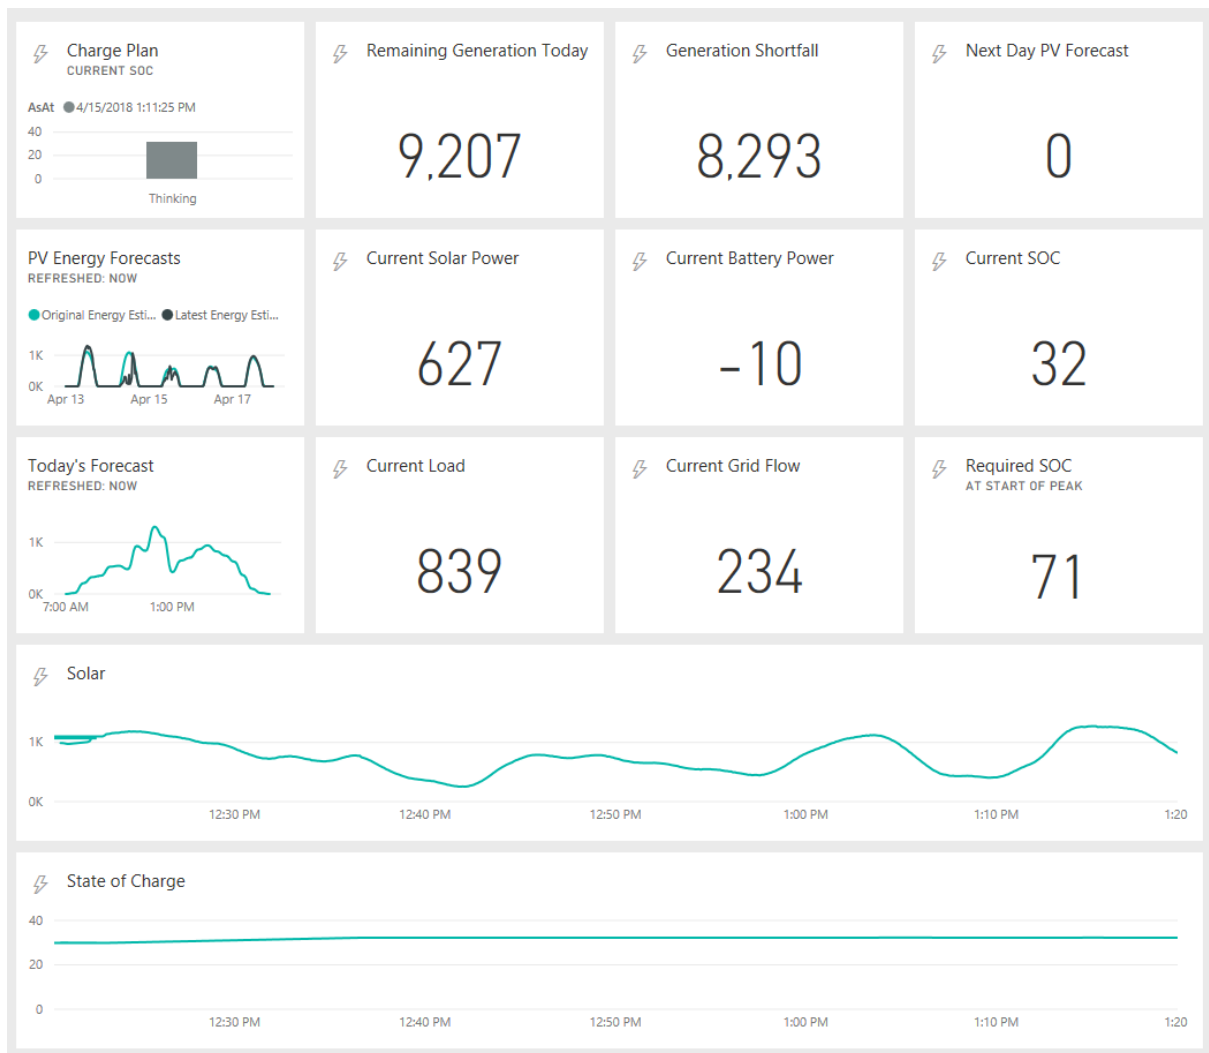 Charge Plan
CURRENT SOC
AsAt 4/15/2018 1:11:25 PM
40
20
0
Thinking
Remaining Generation Today
9,207
Generation Shortfall
8,293
Next Day PV Forecast
0
PV Energy Forecasts
REFRESHED: NOW
Original Energy Esti... Latest Energy Esti...
1K
0K
Apr 13 Apr 15 Apr 17
Current Solar Power
627
Current Battery Power
-10
Current SOC
32
Today's Forecast
REFRESHED: NOW
1K
0K
7:00 AM 1:00 PM
Current Load
839
Current Grid Flow
234
Required SOC
AT START OF PEAK
71
Solar
1K
0K
12:30 PM 12:40 PM 12:50 PM 1:00 PM 1:10 PM 1:20
State of Charge
40
20
0
12:30 PM 12:40 PM 12:50 PM 1:00 PM 1:10 PM 1:20